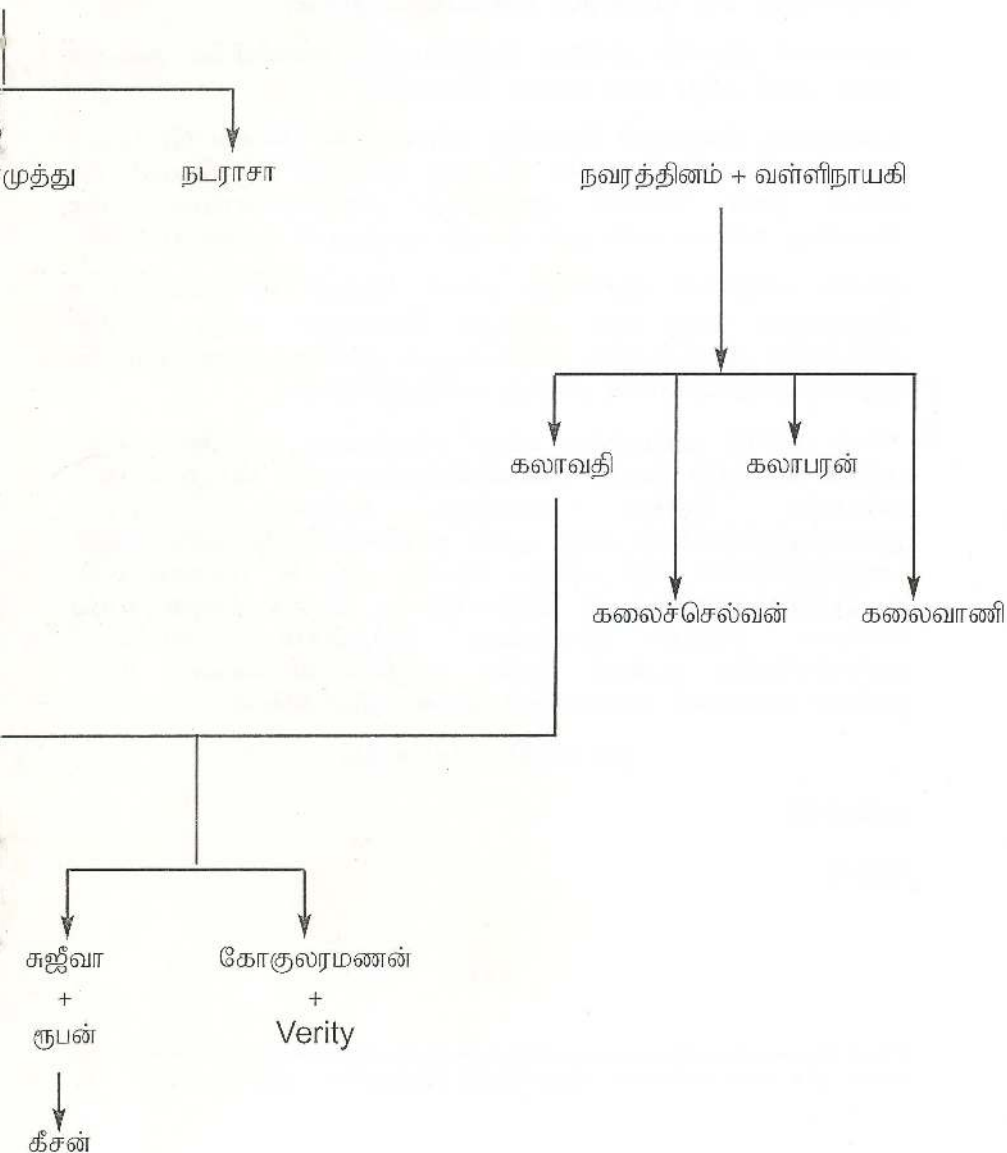 முத்து நடராசா நவரத்தினம் + வள்ளிநாயகி
கலாவதி கலாபரன்
கலைச்செல்வன் கலைவாணி
சுஜீவா கோகுலரமணன்
+ +
ரூபன் Verity
கீசன்